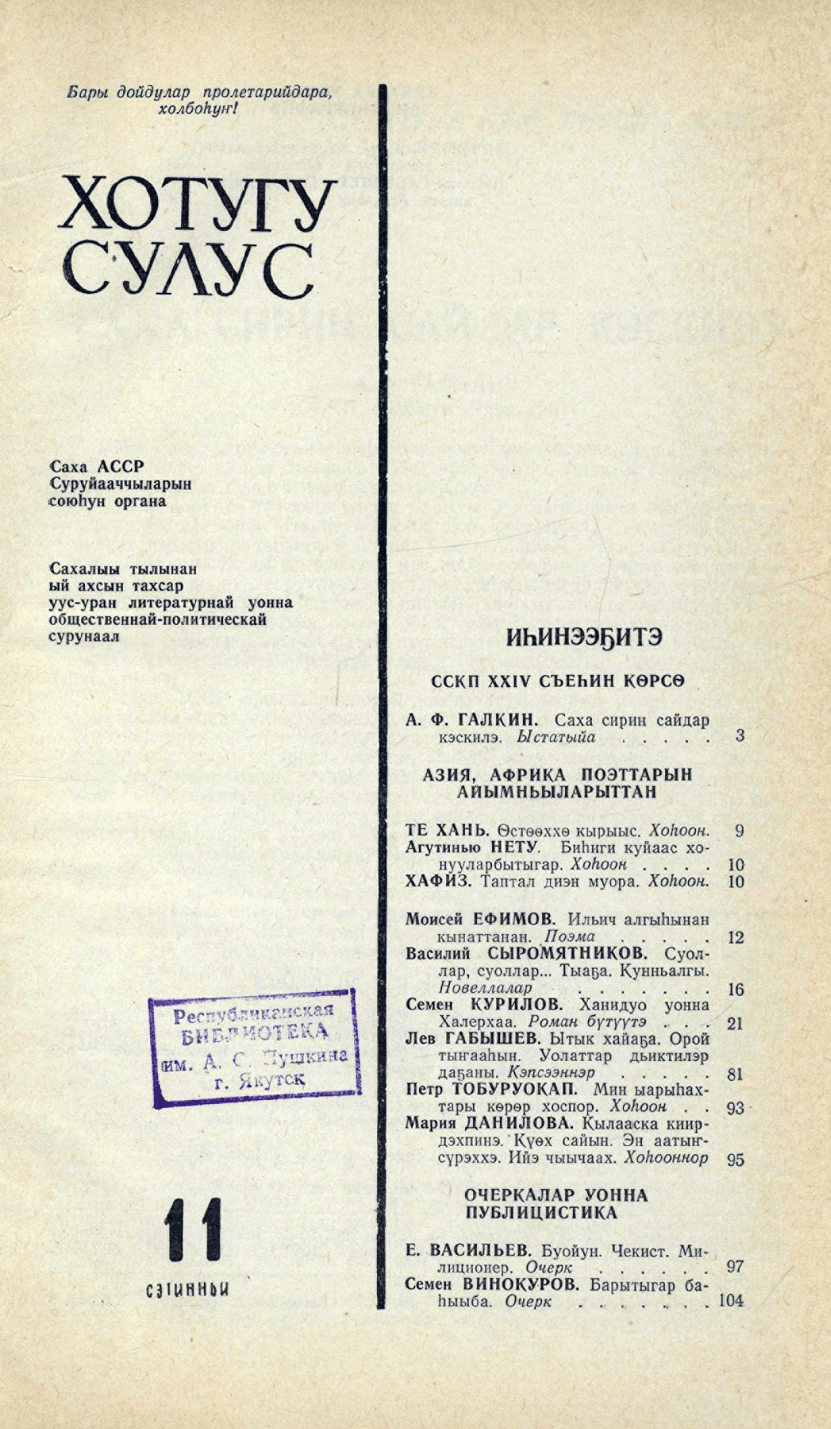 Бары дойдулар пролетарийдара,
холбоһуҥ!
ХОТУГУ
СУЛУС
Саха АССР
Суруйааччыларын
союһун органа
Сахалыы тылынан
ый ахсын тахсар
уус-уран литературнай уонна
общественнай-политическай
сурунаал
Республиканская
БИБЛИОТЕКА
им. А. С. Пушкина
г. Якутск
11
сэтинньи
ИҺИНЭЭҔИТЭ
ССКП XXIV СЪЕҺИН КӨРСӨ
А. Ф. ГАЛКИН. Саха сирин сайдар
кэскилэ. Ыстатыйа . . . . . 3
АЗИЯ, АФРИКА ПОЭТТАРЫН
АЙЫМНЬЫЛАРЫТТАН
ТЕ ХАНЬ. Өстөөххө кырыыс. Хоһоон. 9
Агутинью НЕТУ. Биһиги куйаас хо-
нууларбытыгар. Хоһоон . . . . 10
ХАФИЗ. Таптал диэн муора. Хоһоон. 10
Моисей ЕФИМОВ. Ильич алгыһынан
кынаттанан. Поэма . . . . . 12
Василий СЫРОМЯТНИКОВ. Суол-
лар, суоллар... Тыаҕа. Кунньалгы.
Новеллалар . . . . . . . 16
Семен КУРИЛОВ. Ханидуо уонна
Халерхаа. Роман бүтүүтэ . . . 21
Лев ГАБЫШЕВ. Ытык хайаҕа. Орой
тыҥааһын. Уолаттар дьиктилэр
даҕаны. Кэпсээннэр . . . . . 81
Петр ТОБУРУОКАП. Мин ыарыһах-
тары көрөр хоспор. Хоһоон . . 93
Мария ДАНИЛОВА. Кылааска киир-
дэхпинэ. Күөх сайын. Эн аатыҥ-
сүрэххэ. Ийэ чыычаах. Хоһооннор 95
ОЧЕРКАЛАР УОННА
ПУБЛИЦИСТИКА
Е. ВАСИЛЬЕВ. Буойун. Чекист. Ми-
лиционер. Очерк . . . . . . 97
Семен ВИНОКУРОВ. Барытыгар ба-
һыыба. Очерк . . . . . . . 104